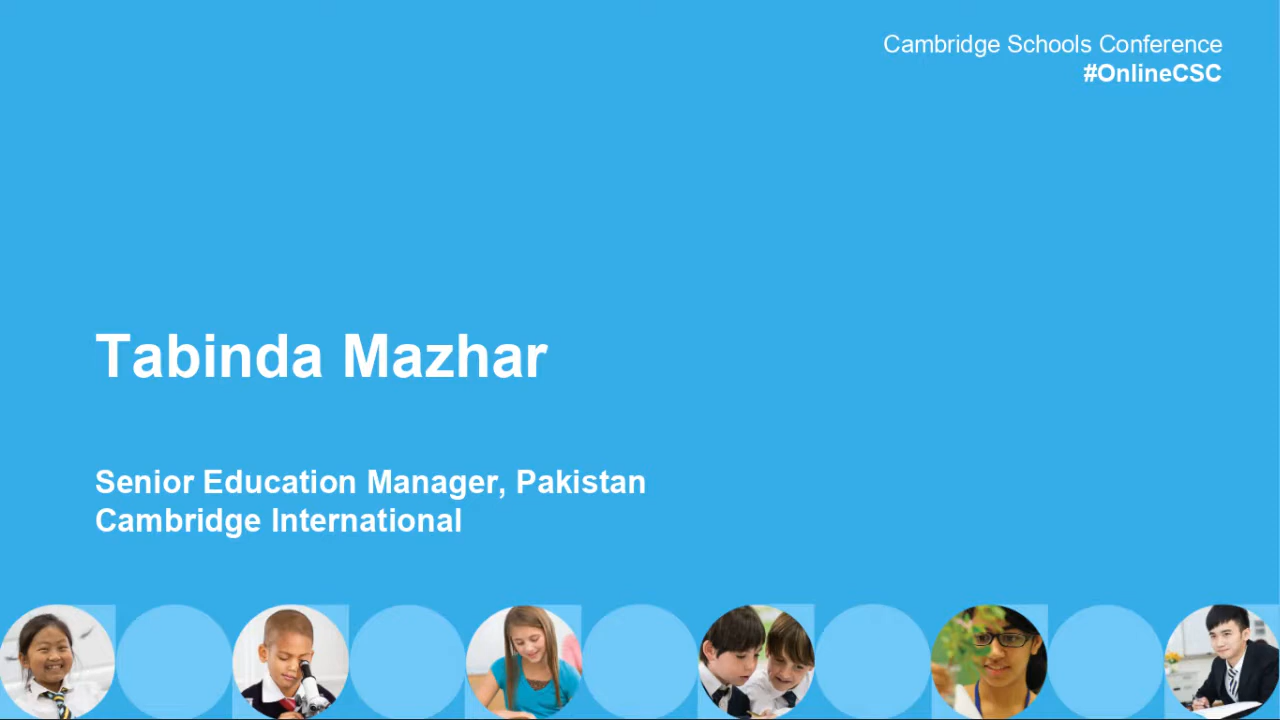 Cambridge Schools Conference
#OnlineCSC
Tabinda Mazhar
Senior Education Manager, Pakistan
Cambridge International